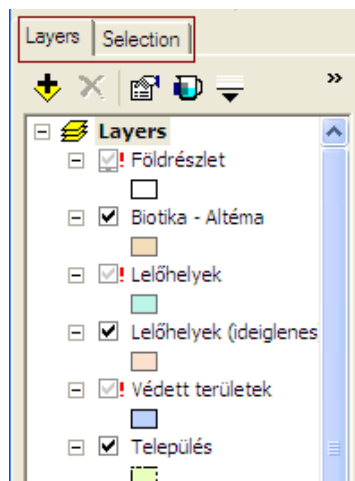 Layers Selection
Layers
Földrészlet
Biotika - Altéma
Lelőhelyek
Lelőhelyek (ideiglenes
Védett területek
Település